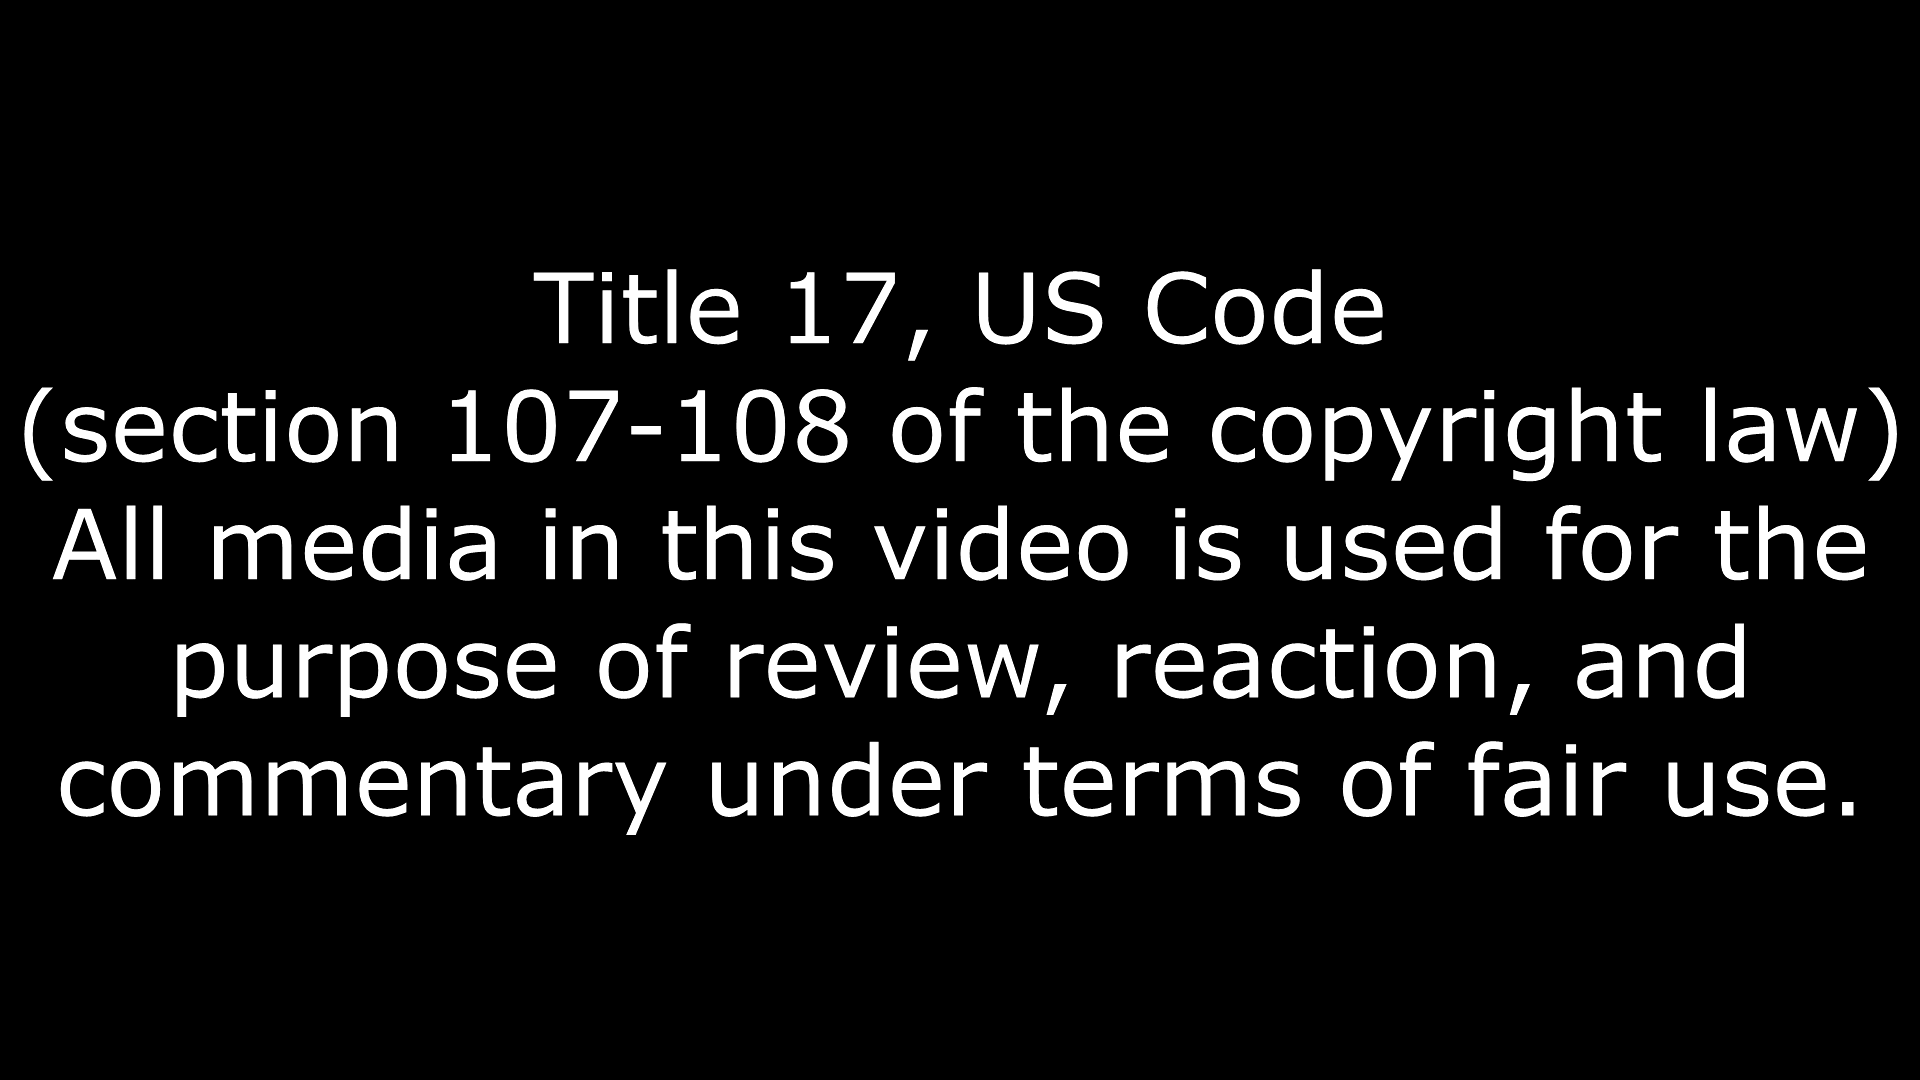 Title 17, US Code
(section 107-108 of the copyright law)
All media in this video is used for the
purpose of review, reaction, and
commentary under terms of fair use.